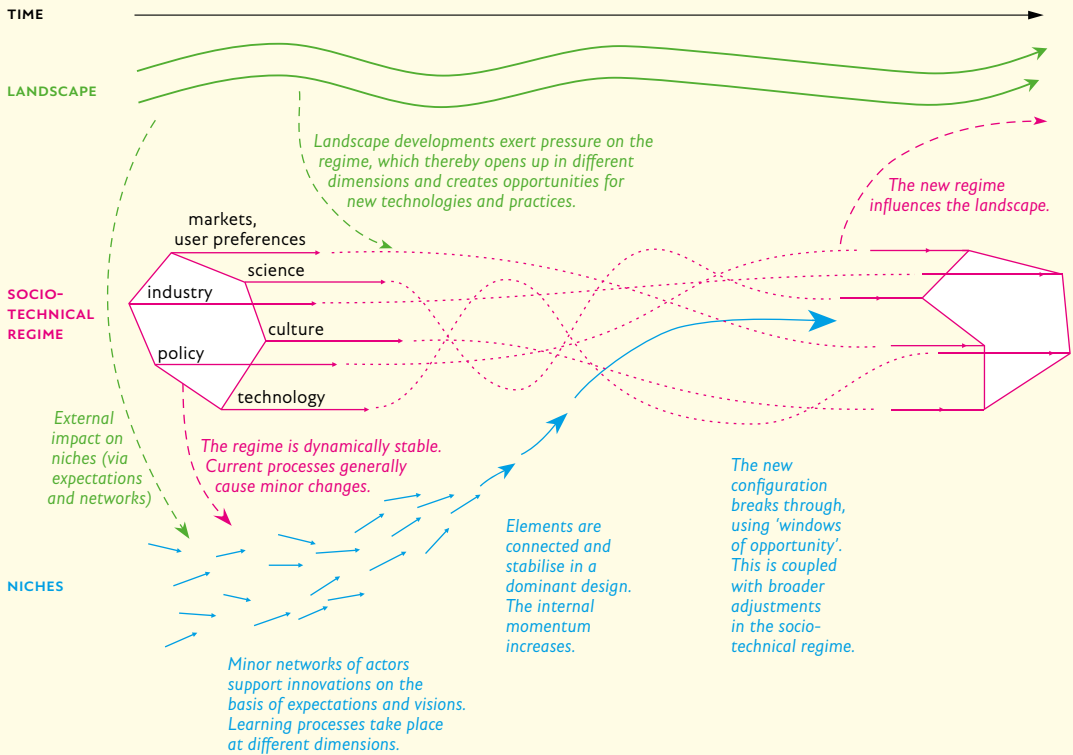 TIME
LANDSCAPE
Landscape developments exert pressure on the
regime, which thereby opens up in different
dimensions and creates opportunities for
new technologies and practices.
The new regime
influences the landscape.
markets,
user preferences
science
industry
SOCIO-
TECHNICAL
REGIME
culture
policy
technology
External
impact on
niches (via
expectations
and networks)
The regime is dynamically stable.
Current processes generally
cause minor changes.
NICHES
Elements are
connected and
stabilise in a
dominant design.
The internal
momentum
increases.
The new
configuration
breaks through,
using ‘windows
of opportunity’.
This is coupled
with broader
adjustments
in the socio-
technical regime.
Minor networks of actors
support innovations on the
basis of expectations and visions.
Learning processes take place
at different dimensions.